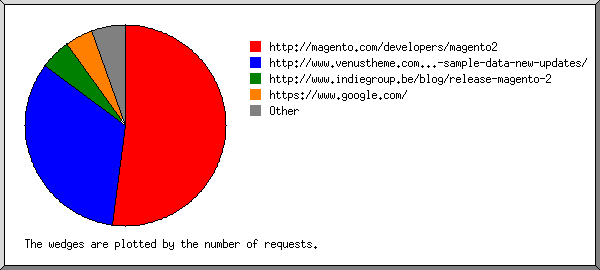 http://magento.com/developers/magento2
http://www.venustheme.com...-sample-data-new-updates/
http://www.indiegroup.be/blog/release-magento-2
https://www.google.com/
Other
The wedges are plotted by the number of requests.